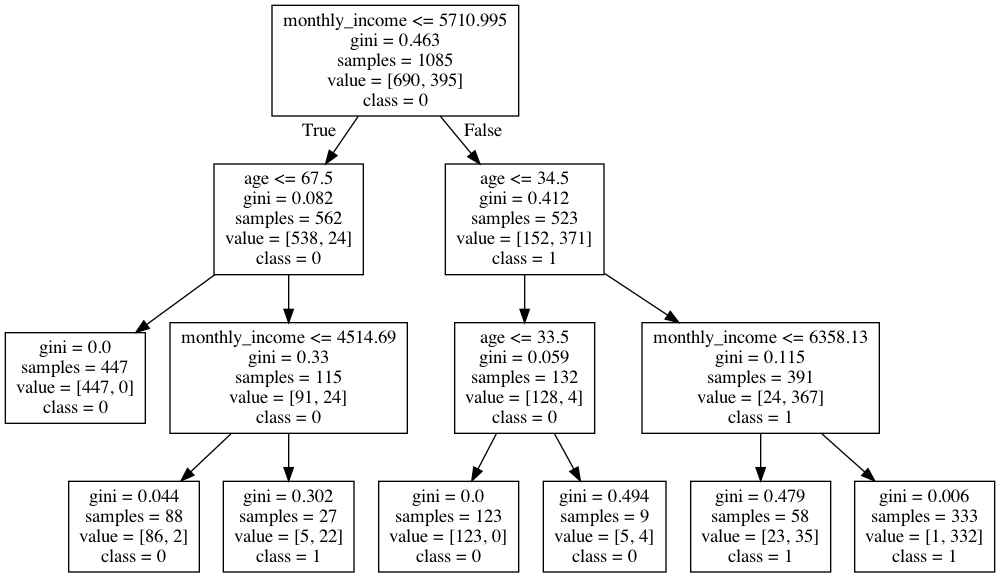 monthly_income <= 5710.995
gini = 0.463
samples = 1085
value = [690, 395]
class = 0
True
False
age <= 67.5
gini = 0.082
samples = 562
value = [538, 24]
class = 0
age <= 34.5
gini = 0.412
samples = 523
value = [152, 371]
class = 1
gini = 0.0
samples = 447
value = [447, 0]
class = 0
monthly_income <= 4514.69
gini = 0.33
samples = 115
value = [91, 24]
class = 0
age <= 33.5
gini = 0.059
samples = 132
value = [128, 4]
class = 0
monthly_income <= 6358.13
gini = 0.115
samples = 391
value = [24, 367]
class = 1
gini = 0.044
samples = 88
value = [86, 2]
class = 0
gini = 0.302
samples = 27
value = [5, 22]
class = 1
gini = 0.0
samples = 123
value = [123, 0]
class = 0
gini = 0.494
samples = 9
value = [5, 4]
class = 0
gini = 0.479
samples = 58
value = [23, 35]
class = 1
gini = 0.006
samples = 333
value = [1, 332]
class = 1